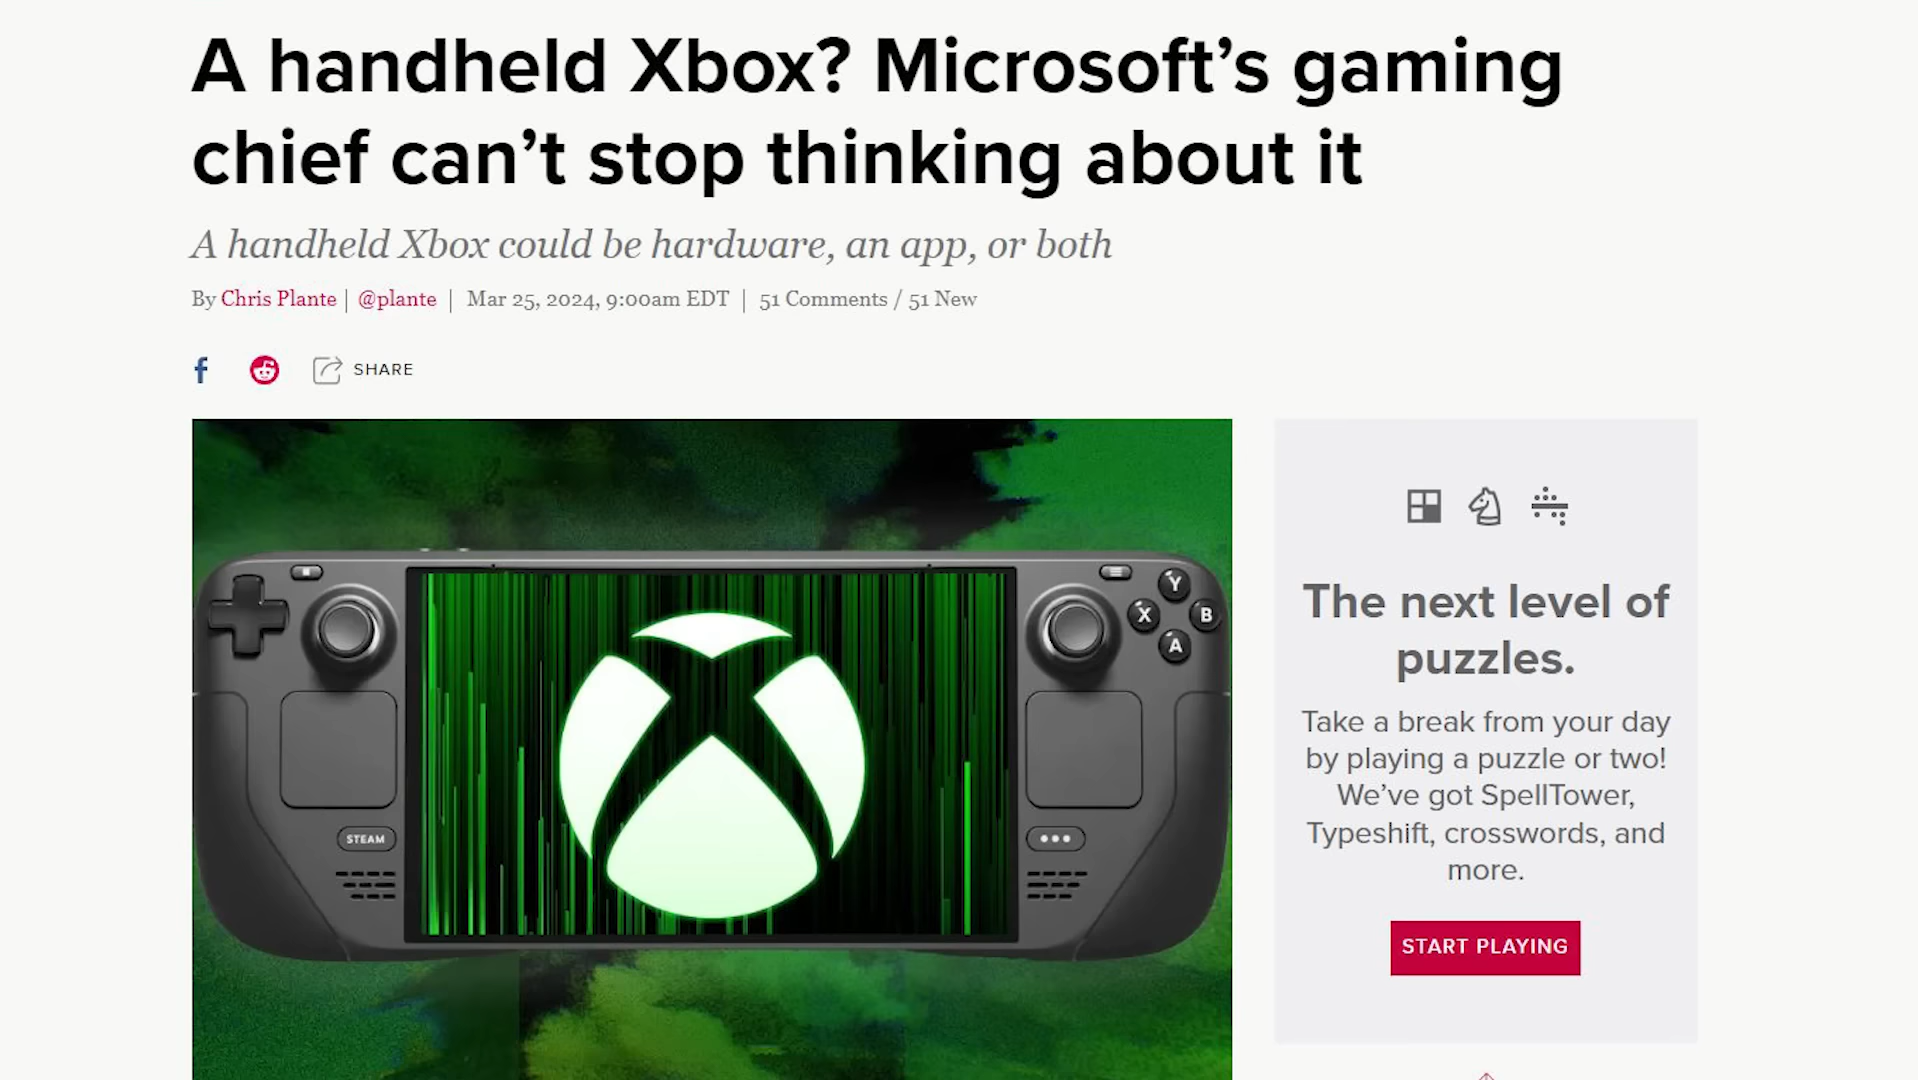 A handheld Xbox? Microsoft’s gaming
chief can’t stop thinking about it
A handheld Xbox could be hardware, an app, or both
By Chris Plante | @plante | Mar 25, 2024, 9:00am EDT | 51 Comments / 51 New
SHARE
Y
X
B
A
STEAM
The next level of
puzzles.
Take a break from your day
by playing a puzzle or two!
We’ve got SpellTower,
Typeshift, crosswords, and
more.
START PLAYING